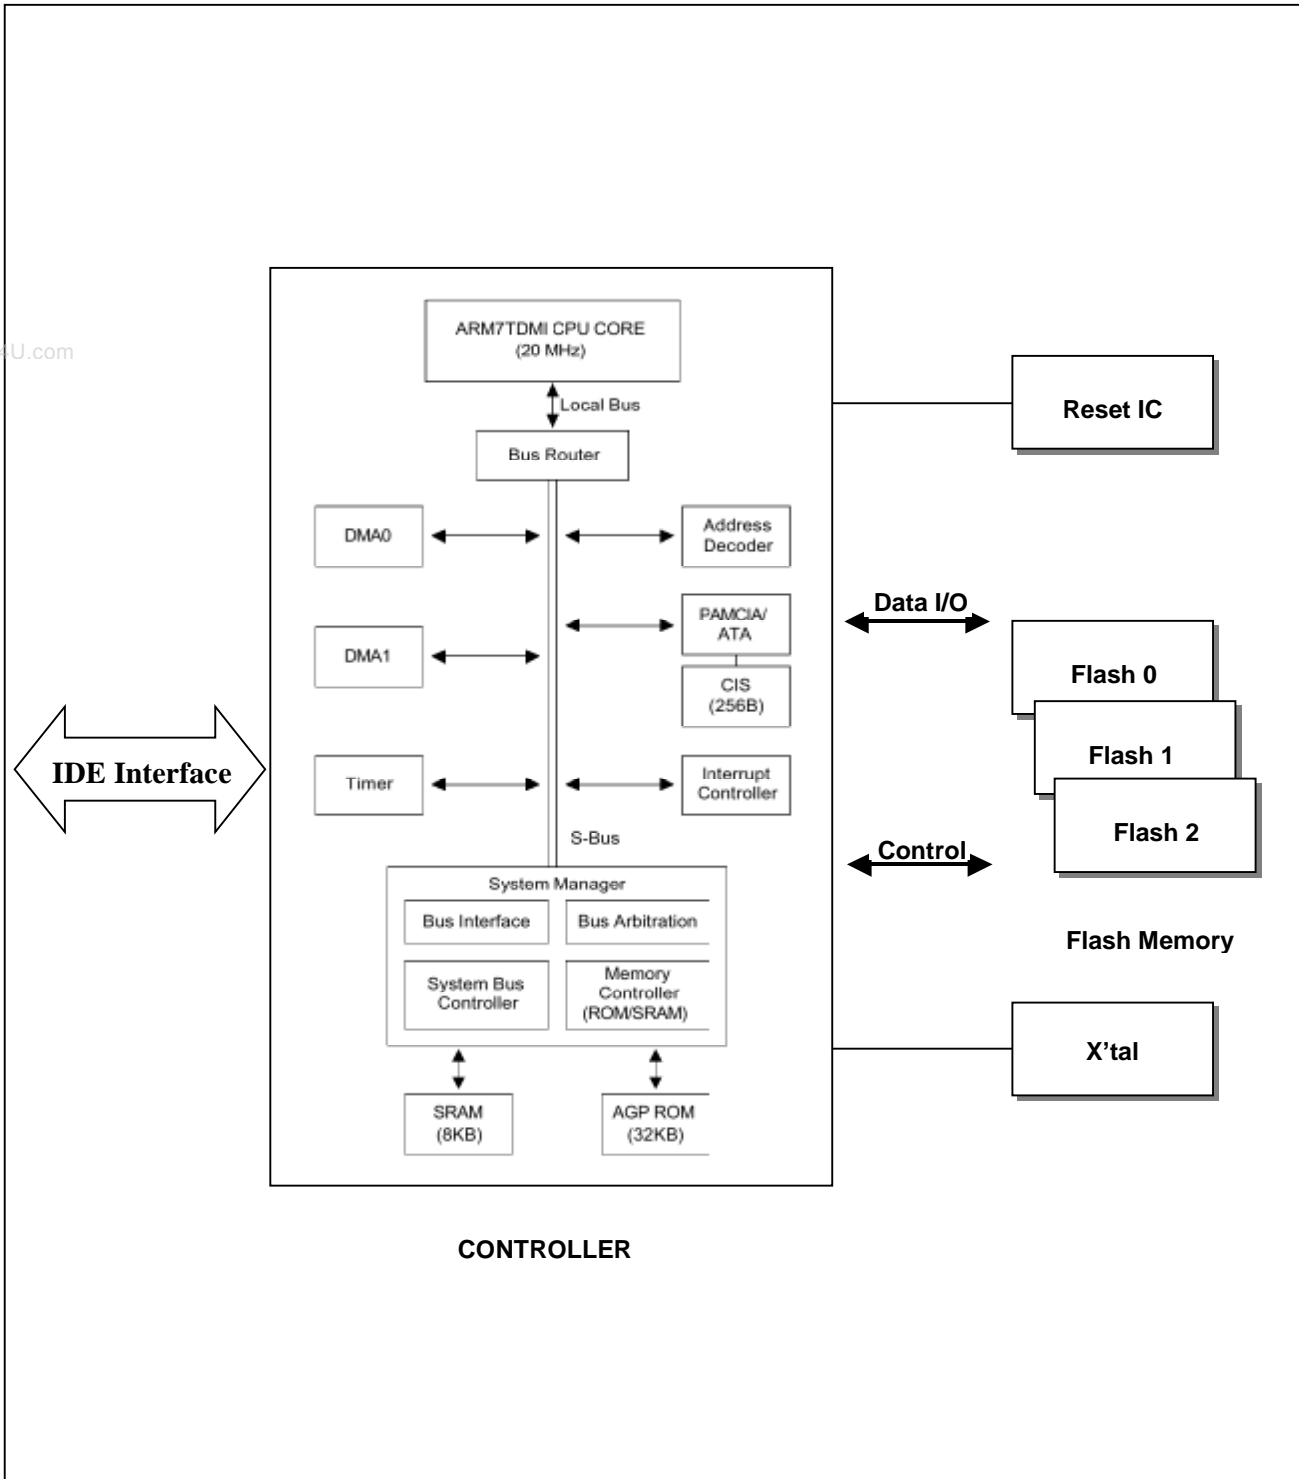 ARM7TDMI CPU CORE
(20 MHz)
4U.com
Local Bus
Reset IC
Bus Router
DMA0
Address
Decoder
Data I/O
PAMCIA/
ATA
DMA1
Flash 0
CIS
(256B)
IDE Interface
Flash 1
Timer
Interrupt
Controller
Flash 2
S-Bus
Control
System Manager
Bus Interface
Bus Arbitration
Flash Memory
System Bus
Controller
Memory
Controller
(ROM/SRAM)
X'tal
SRAM
(8KB)
AGP ROM
(32KB)
CONTROLLER